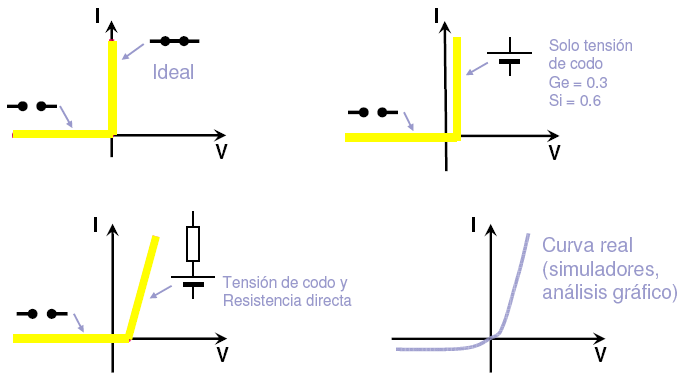 I
Ideal
V
I
Solo tensión
de codo
Ge = 0.3
Si = 0.6
V
I
Tensión de codo y
Resistencia directa
V
I
Curva real
(simuladores,
análisis gráfico)
V